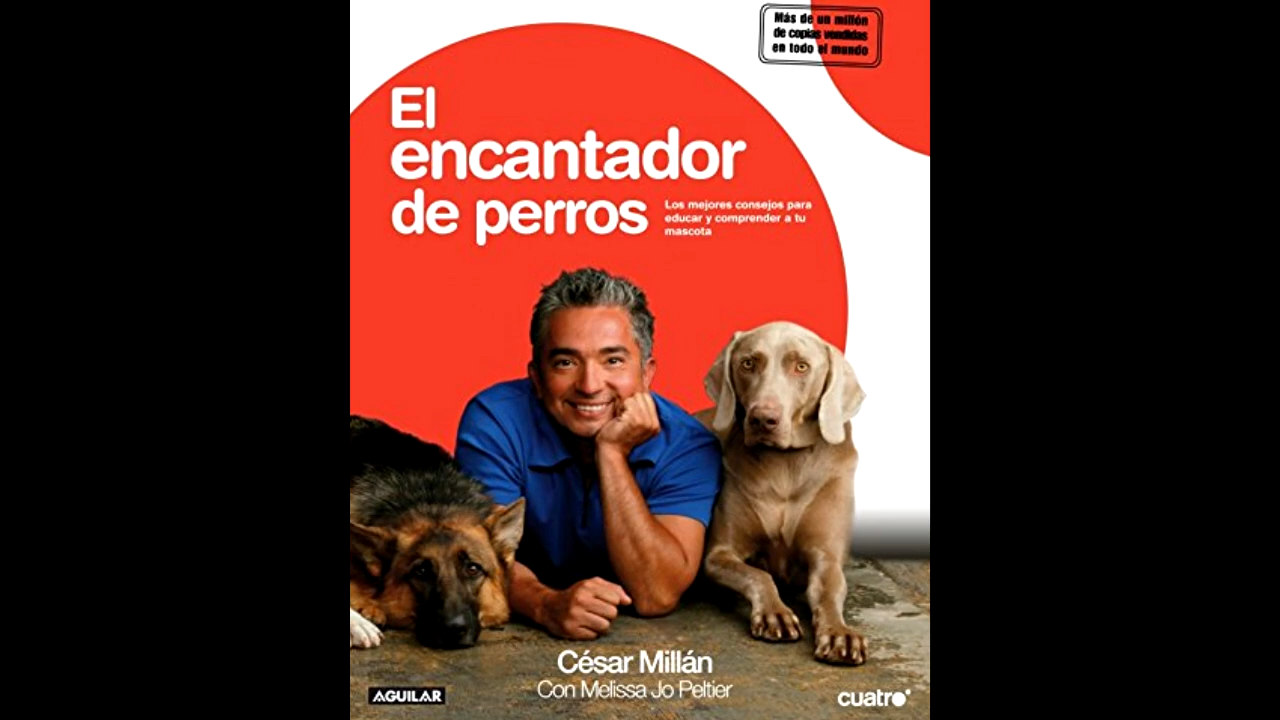 Más de un millón
de copias vendidas
en todo el mundo
El
encantador
de perros
Los mejores consejos para
educar y comprender a tu
mascota
César Millán
Con Melissa Jo Peltier
AGUILAR
cuatro